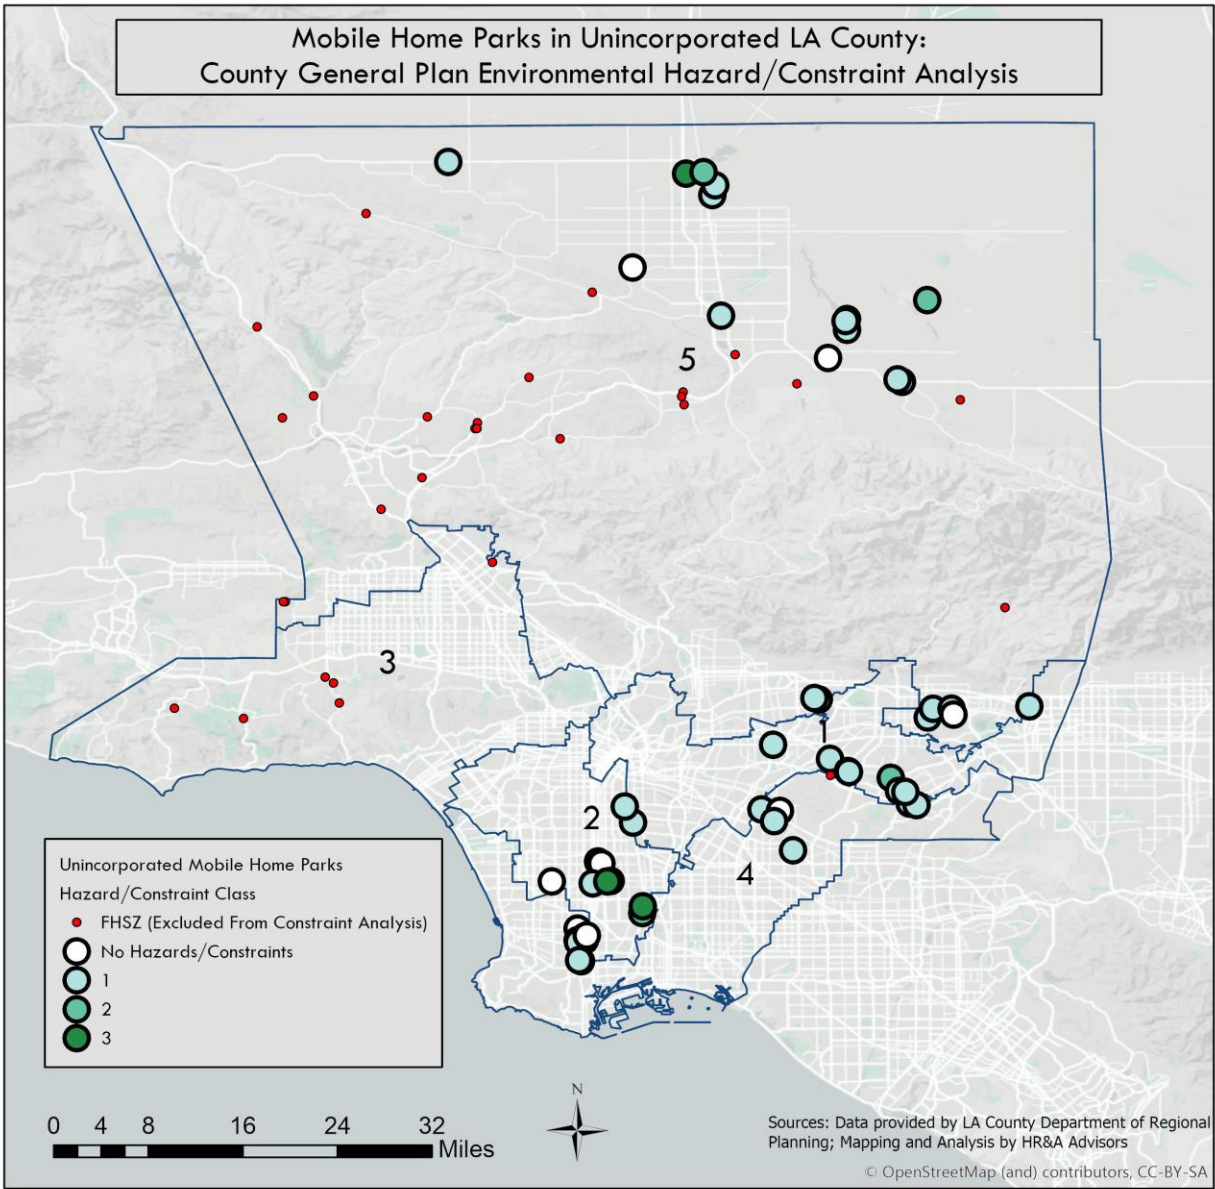 Mobile Home Parks in Unincorporated LA County:
County General Plan Environmental Hazard/Constraint Analysis
5
3
1
2
4
Unincorporated Mobile Home Parks
Hazard/Constraint Class
FHSZ (Excluded From Constraint Analysis)
No Hazards/Constraints
1
2
3
N
0 4 8 16 24 32
Miles
Sources: Data provided by LA County Department of Regional
Planning; Mapping and Analysis by HR&A Advisors
© OpenStreetMap (and) contributors, CC-BY-SA